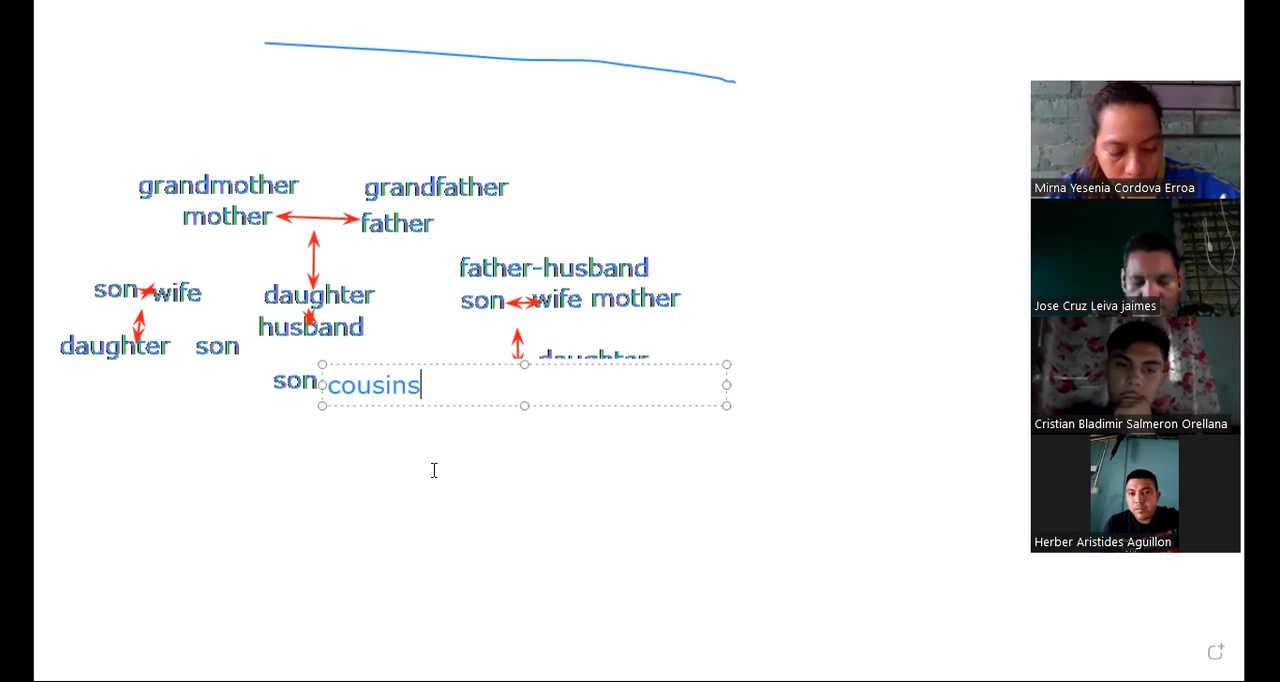 grandmother grandfather
mother father
father-husband
son wife daughter son wife mother
husband
daughter son daughter
son cousins
Mirna Yesenia Cordova Erroa
Jose Cruz Leiva jaimes
Cristian Bladimir Salmeron Orellana
Herber Aristides Aguillon